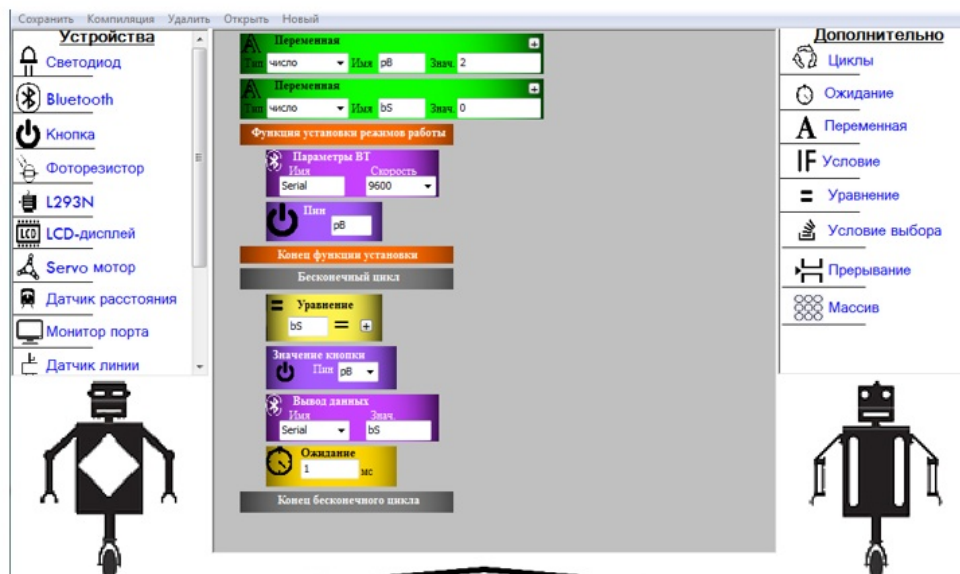 Сохранить Компиляция Удалить Открыть Новый
Устройства
Светодиод
Bluetooth
Кнопка
Фоторезистор
L293N
LCD-дисплей
Servo мотор
Датчик расстояния
Монитор порта
Датчик линии
Переменная
Тип число Имя pB Знач. 2
Переменная
Тип число Имя bS Знач. 0
Функция установки режимов работы
Параметры BT
Имя Скорость
Serial 9600
Пин
pB
Конец функции установки
Бесконечный цикл
Уравнение
bS =
Значение кнопки
Пин pB
Вывод данных
Имя Знач.
Serial bS
Ожидание
1 мс
Конец бесконечного цикла
Дополнительно
Циклы
Ожидание
A Переменная
IF Условие
Уравнение
Условие выбора
Прерывание
Массив